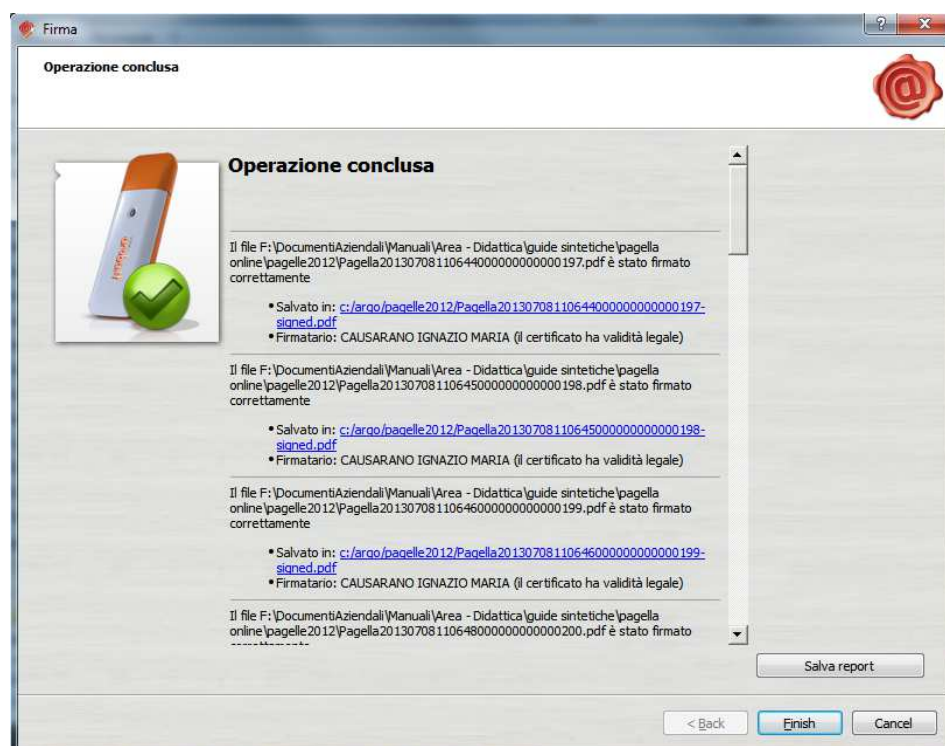 Firma
Operazione conclusa
Operazione conclusa
Il file F:\DocumentiAziendali\Manuali\Area - Didattica\guide sintetiche\pagella
online\pagelle2012\Pagella20130708110644000000000000197.pdf è stato firmato
correttamente
•Salvato in: c:/argo/pagelle2012/Pagella20130708110644000000000000197-
signed.pdf
•Firmatario: CAUSARANO IGNAZIO MARIA (il certificato ha validità legale)
Il file F:\DocumentiAziendali\Manuali\Area - Didattica\guide sintetiche\pagella
online\pagelle2012\Pagella20130708110645000000000000198.pdf è stato firmato
correttamente
•Salvato in: c:/argo/pagelle2012/Pagella20130708110645000000000000198-
signed.pdf
•Firmatario: CAUSARANO IGNAZIO MARIA (il certificato ha validità legale)
Il file F:\DocumentiAziendali\Manuali\Area - Didattica\guide sintetiche\pagella
online\pagelle2012\Pagella20130708110646000000000000199.pdf è stato firmato
correttamente
•Salvato in: c:/argo/pagelle2012/Pagella20130708110646000000000000199-
signed.pdf
•Firmatario: CAUSARANO IGNAZIO MARIA (il certificato ha validità legale)
Il file F:\DocumentiAziendali\Manuali\Area - Didattica\guide sintetiche\pagella
online\pagelle2012\Pagella20130708110648000000000000200.pdf è stato firmato
Salva report
< Back
Finish
Cancel